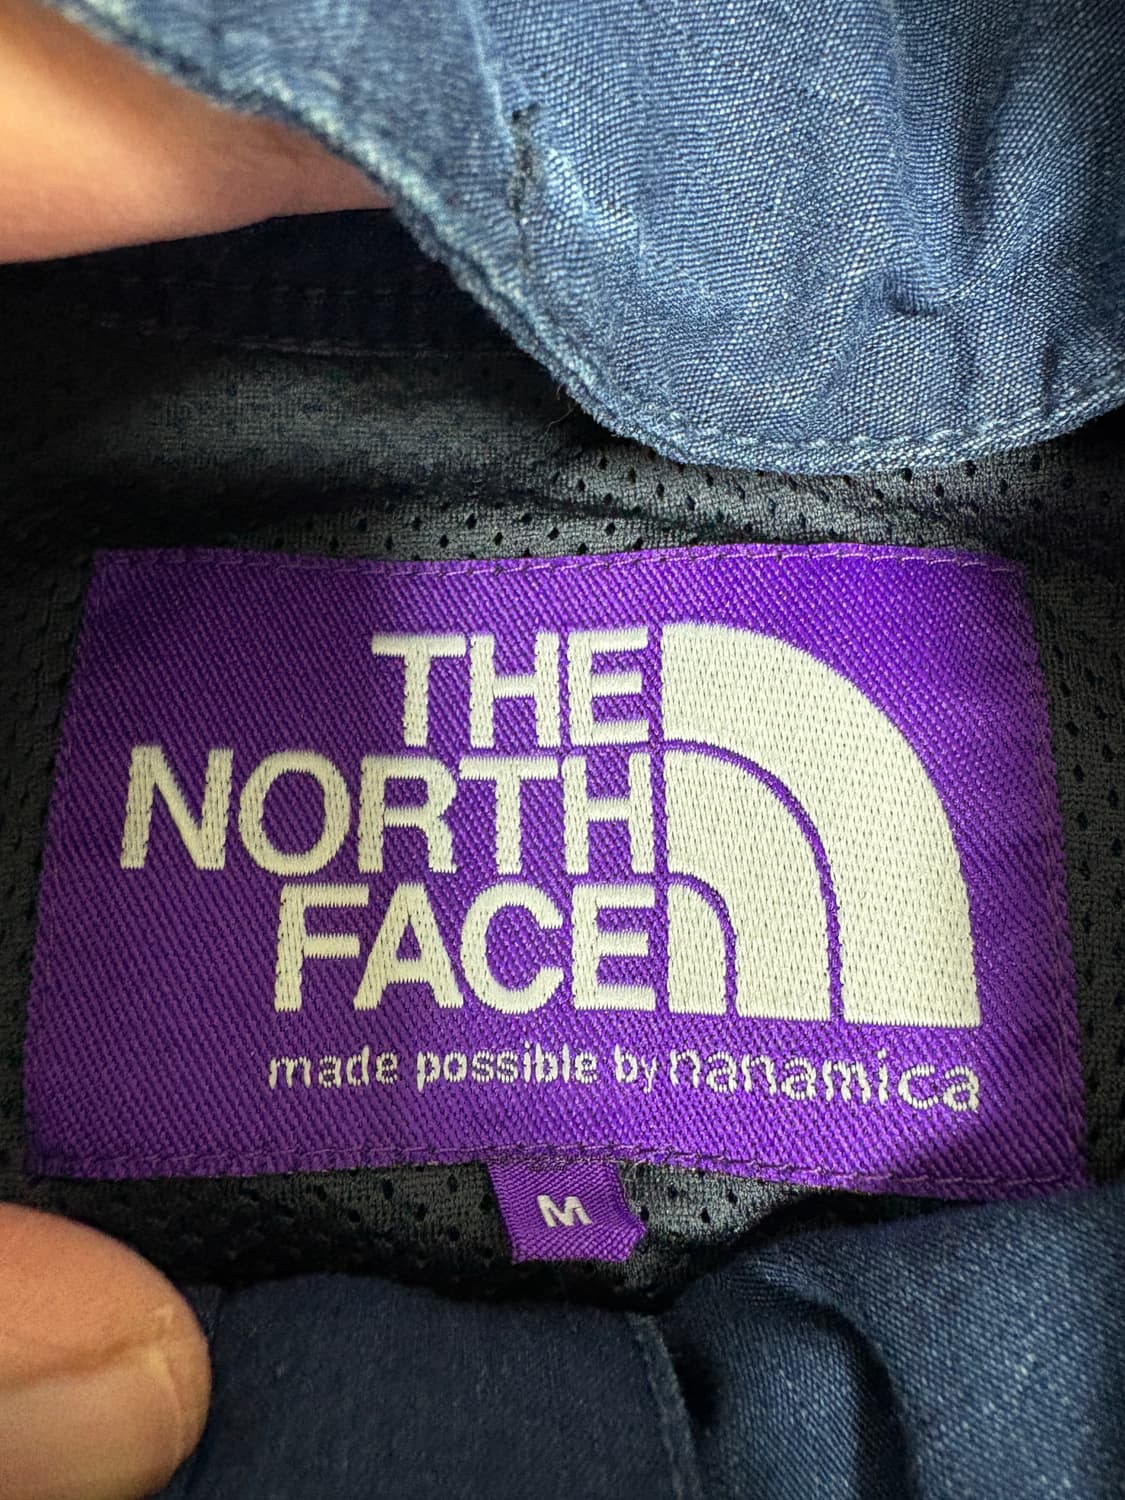 THE
NORTH
FACE
made possible by nanamica
M